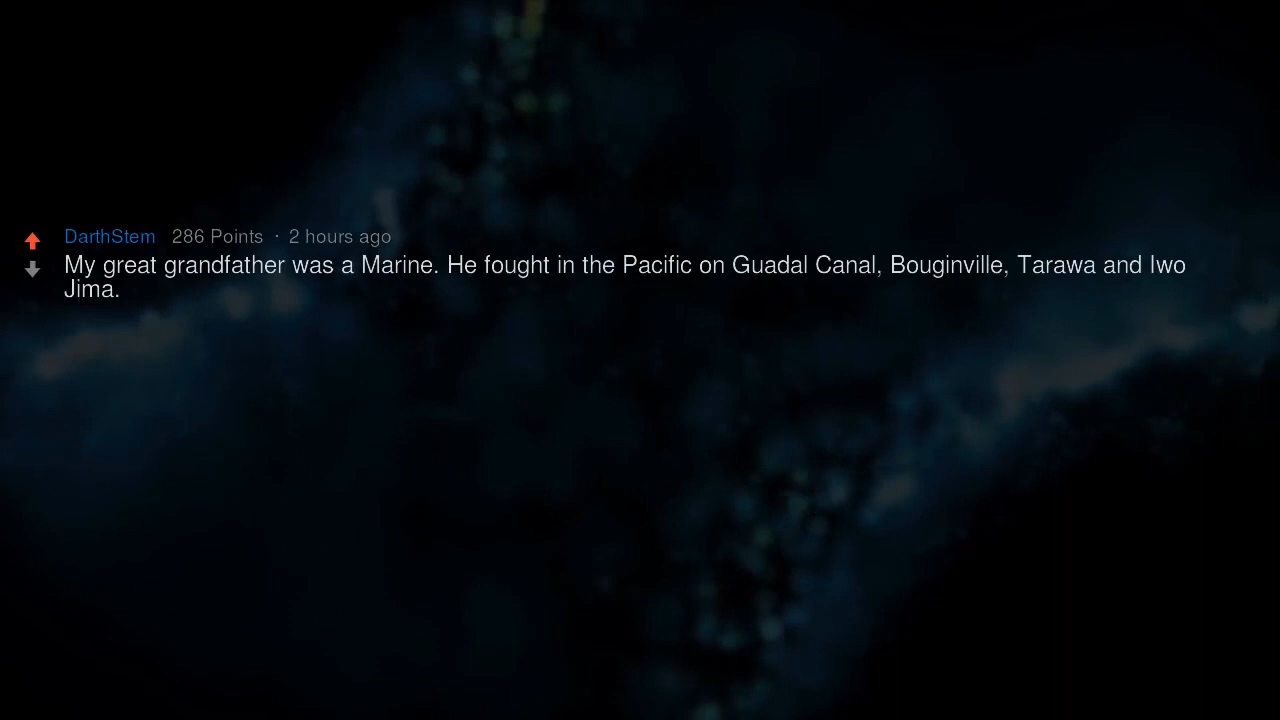 DarthStem 286 Points · 2 hours ago
My great grandfather was a Marine. He fought in the Pacific on Guadal Canal, Bouginville, Tarawa and Iwo
Jima.